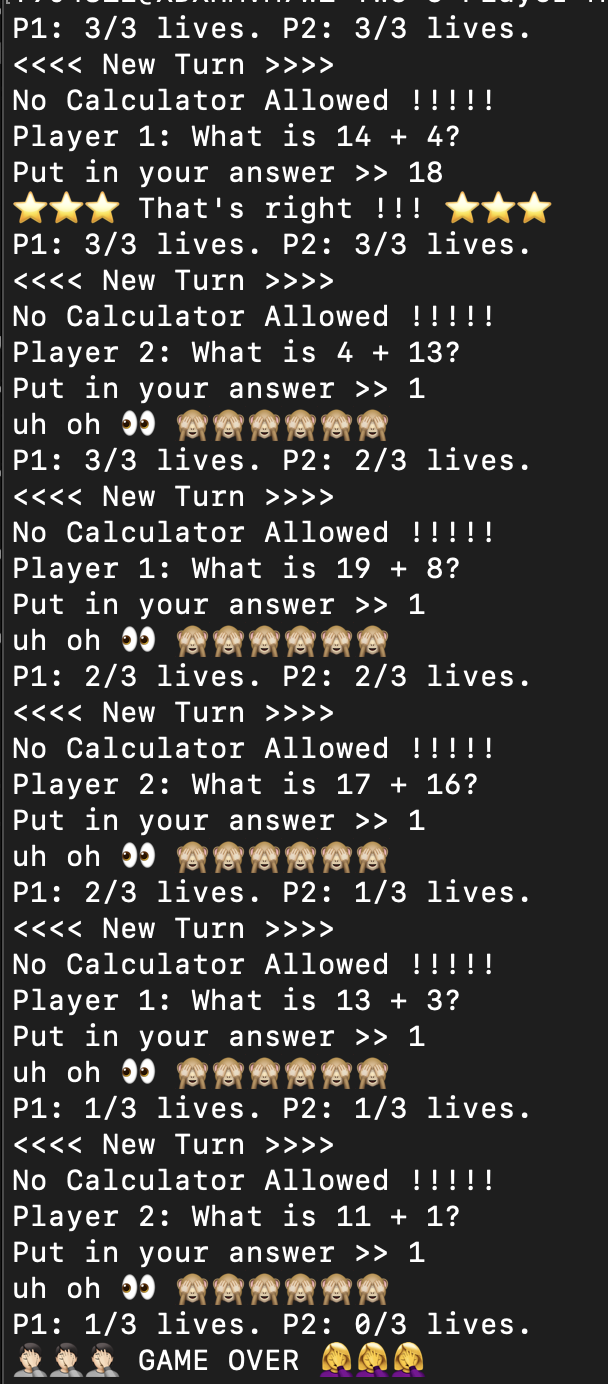 P1: 3/3 lives. P2: 3/3 lives.
<<<< New Turn >>>>
No Calculator Allowed !!!!!
Player 1: What is 14 + 4?
Put in your answer >> 18
⭐⭐⭐ That's right !!! ⭐⭐⭐
P1: 3/3 lives. P2: 3/3 lives.
<<<< New Turn >>>>
No Calculator Allowed !!!!!
Player 2: What is 4 + 13?
Put in your answer >> 1
uh oh 👀 🙈🙈🙈🙈🙈🙈
P1: 3/3 lives. P2: 2/3 lives.
<<<< New Turn >>>>
No Calculator Allowed !!!!!
Player 1: What is 19 + 8?
Put in your answer >> 1
uh oh 👀 🙈🙈🙈🙈🙈🙈
P1: 2/3 lives. P2: 2/3 lives.
<<<< New Turn >>>>
No Calculator Allowed !!!!!
Player 2: What is 17 + 16?
Put in your answer >> 1
uh oh 👀 🙈🙈🙈🙈🙈🙈
P1: 2/3 lives. P2: 1/3 lives.
<<<< New Turn >>>>
No Calculator Allowed !!!!!
Player 1: What is 13 + 3?
Put in your answer >> 1
uh oh 👀 🙈🙈🙈🙈🙈🙈
P1: 1/3 lives. P2: 1/3 lives.
<<<< New Turn >>>>
No Calculator Allowed !!!!!
Player 2: What is 11 + 1?
Put in your answer >> 1
uh oh 👀 🙈🙈🙈🙈🙈🙈
P1: 1/3 lives. P2: 0/3 lives.
🤦🏻‍♂️🤦🏻‍♂️🤦🏻‍♂️ GAME OVER 🤦‍♀️🤦‍♀️🤦‍♀️